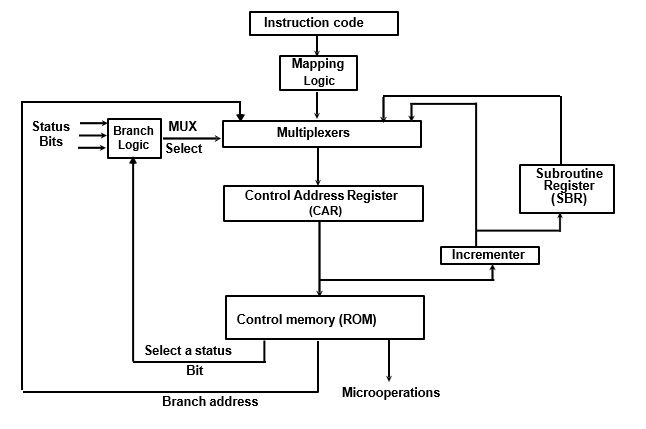 Instruction code
Mapping
Logic
Status
Bits
Branch
Logic
MUX
Select
Multiplexers
Subroutine
Register
(SBR)
Control Address Register
(CAR)
Incrementer
Control memory (ROM)
Select a status
Bit
Microoperations
Branch address